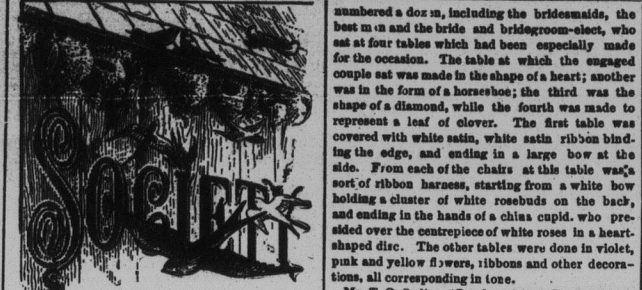 SOCIETY
numbered a dozen, including the bridesmaids, the
best man and the bride and bridegroom-elect, who
sat at four tables which had been especially made
for the occasion. The table at which the engaged
couple sat was made in the shape of a heart; another
was in the form of a horseshoe; the third was the
shape of a diamond, while the fourth was made to
represent a leaf of clover. The first table was
covered with white satin, white satin ribbon bind-
ing the edge, and ending in a large bow at the
side. From each of the chairs at this table was a
sort of ribbon harness, starting from a white bow
holding a cluster of white rosebuds on the back,
and ending in the hands of a china cupid. who pre-
sided over the centrepiece of white roses in a heart-
shaped disc. The other tables were done in violet,
pink and yellow flowers, ribbons and other decora-
tions, all corresponding in tone.